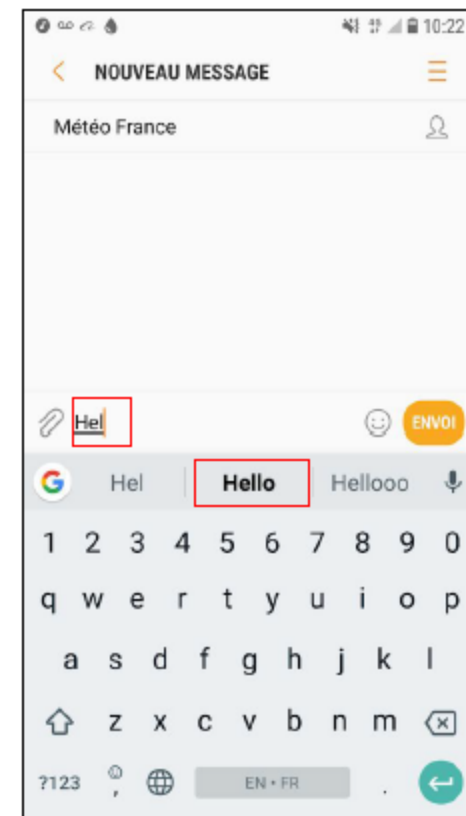 10:22
NOUVEAU MESSAGE
Météo France
Hel
ENVOI
G Hel Hello Hellooo
1 2 3 4 5 6 7 8 9 0
q w e r t y u i o p
a s d f g h j k l
z x c v b n m
?123 , EN • FR .